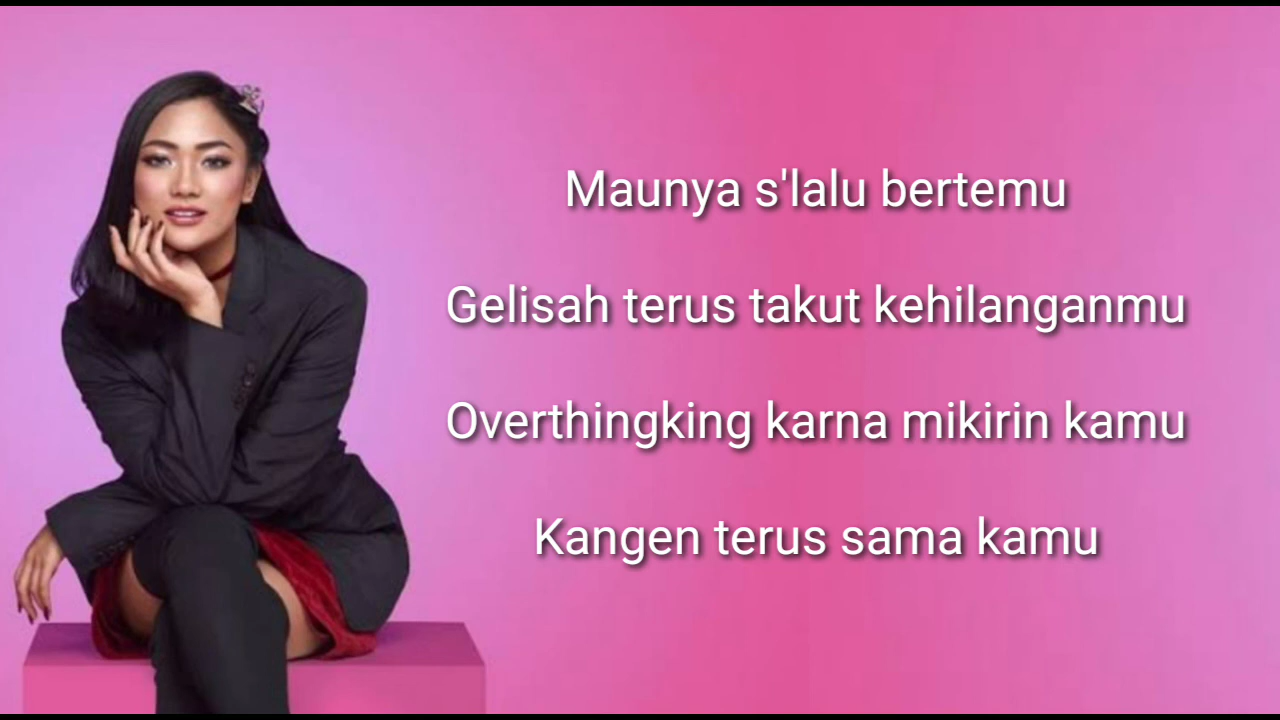 Maunya s'lalu bertemu
Gelisah terus takut kehilanganmu
Overthingking karna mikirin kamu
Kangen terus sama kamu